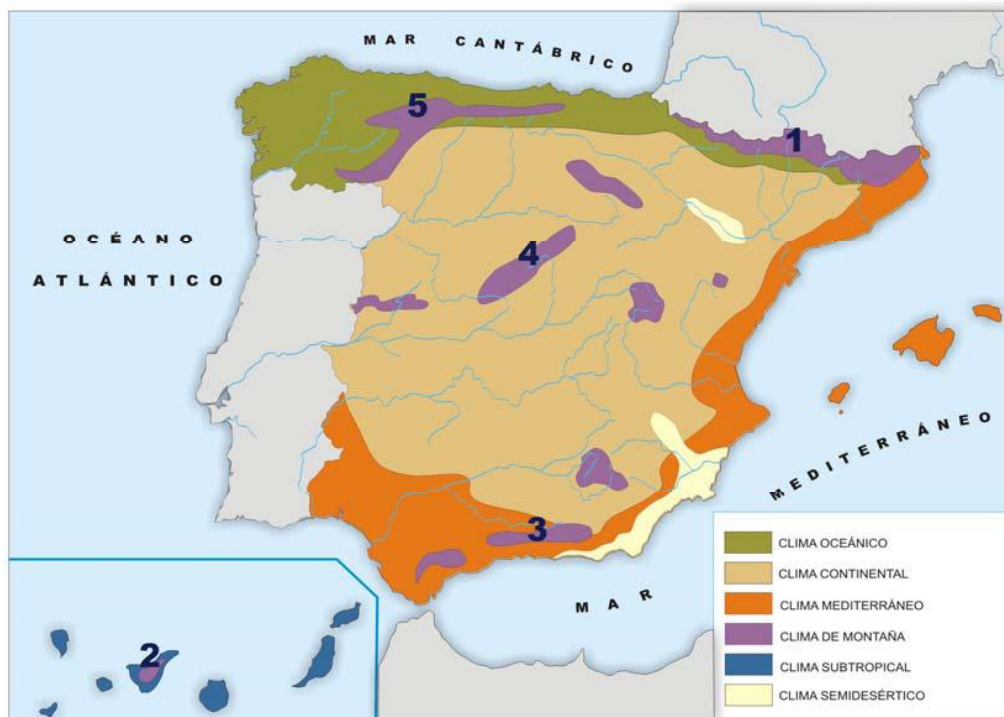 MAR CANTÁBRICO
5
1
OCÉANO
ATLÁNTICO
4
MEDITERRÁNEO
3
MAR
2
CLIMA OCEÁNICO
CLIMA CONTINENTAL
CLIMA MEDITERRÁNEO
CLIMA DE MONTAÑA
CLIMA SUBTROPICAL
CLIMA SEMIDESÉRTICO